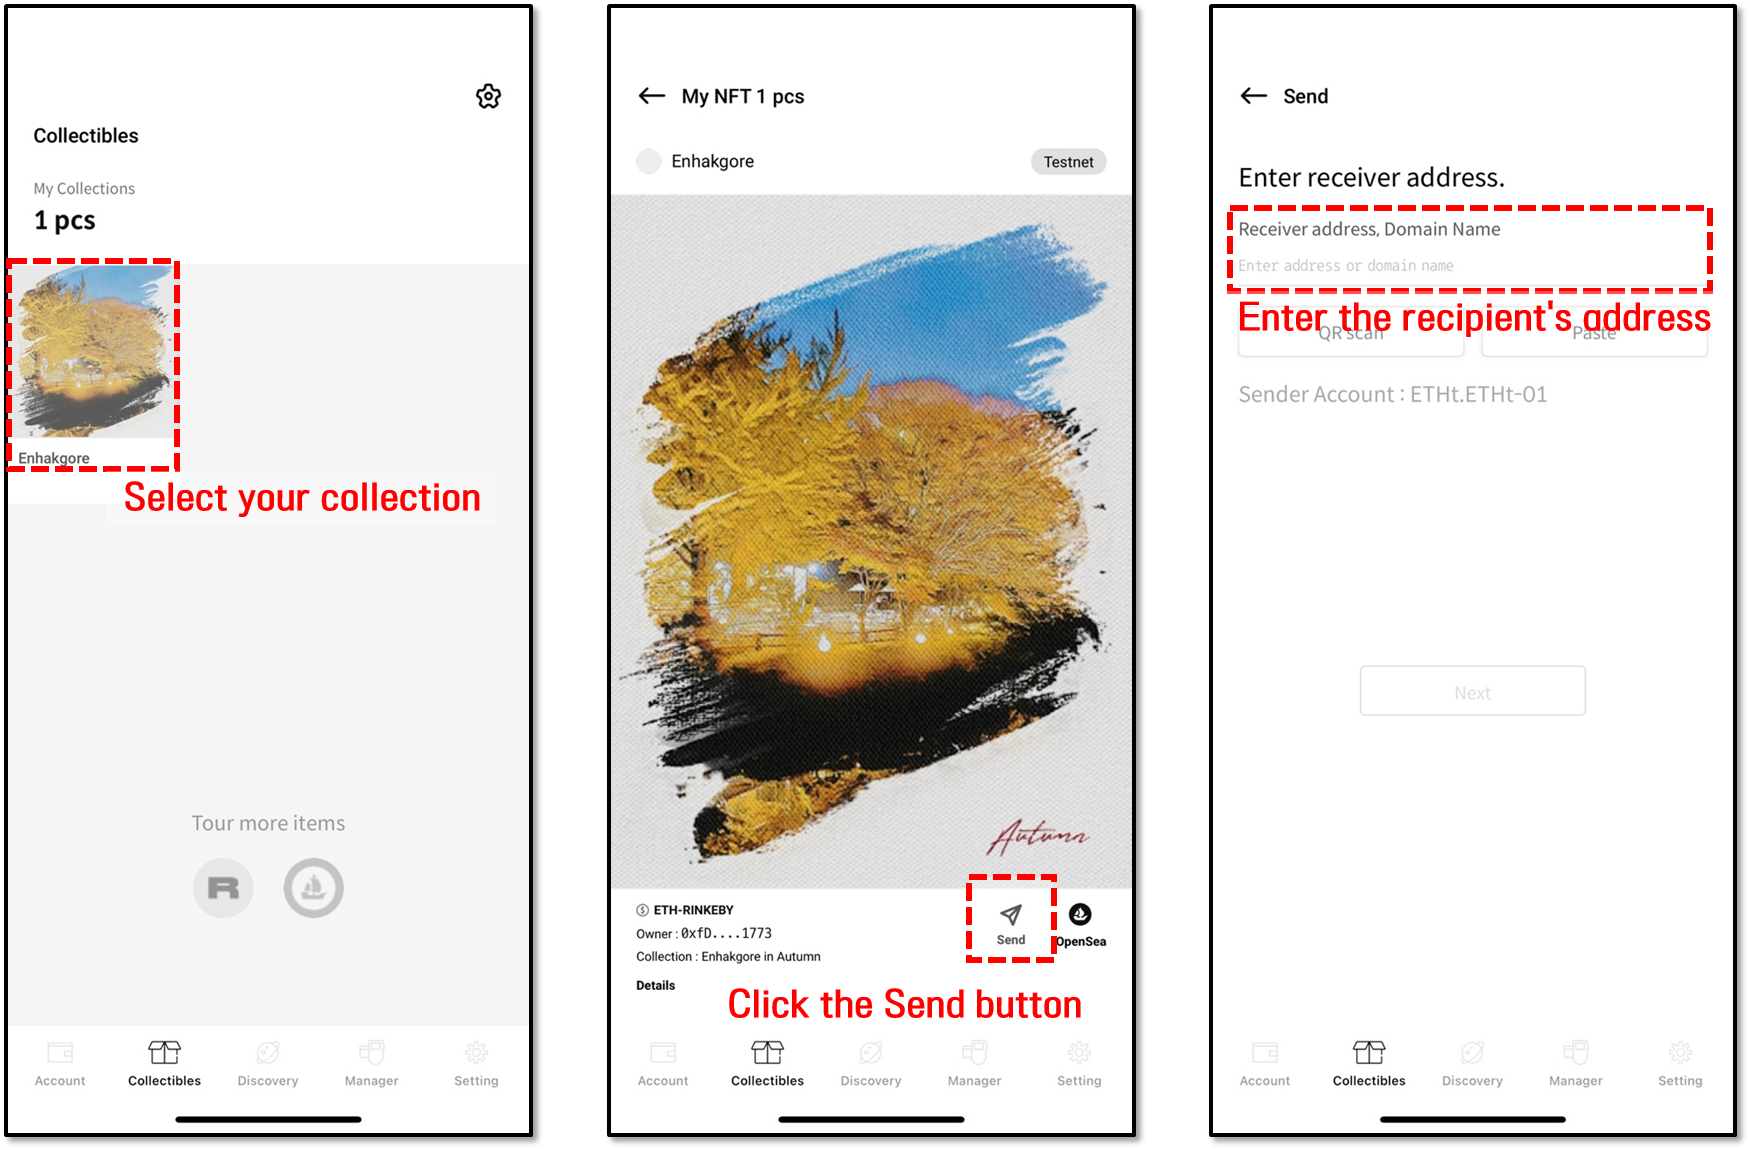 Collectibles
My Collections
1 pcs
Enhakgore
Select your collection
Tour more items
R
Account Collectibles Discovery Manager Setting
My NFT 1 pcs
Enhakgore Testnet
Autumn
ETH-RINKEBY
Owner : 0xfD....1773
Collection : Enhakgore in Autumn
Details
Send OpenSea
Click the Send button
Account Collectibles Discovery Manager Setting
Send
Enter receiver address.
Receiver address, Domain Name
Enter address or domain name
Enter the recipient's address
QR scan Paste
Sender Account : ETHt.ETHt-01
Next
Account Collectibles Discovery Manager Setting